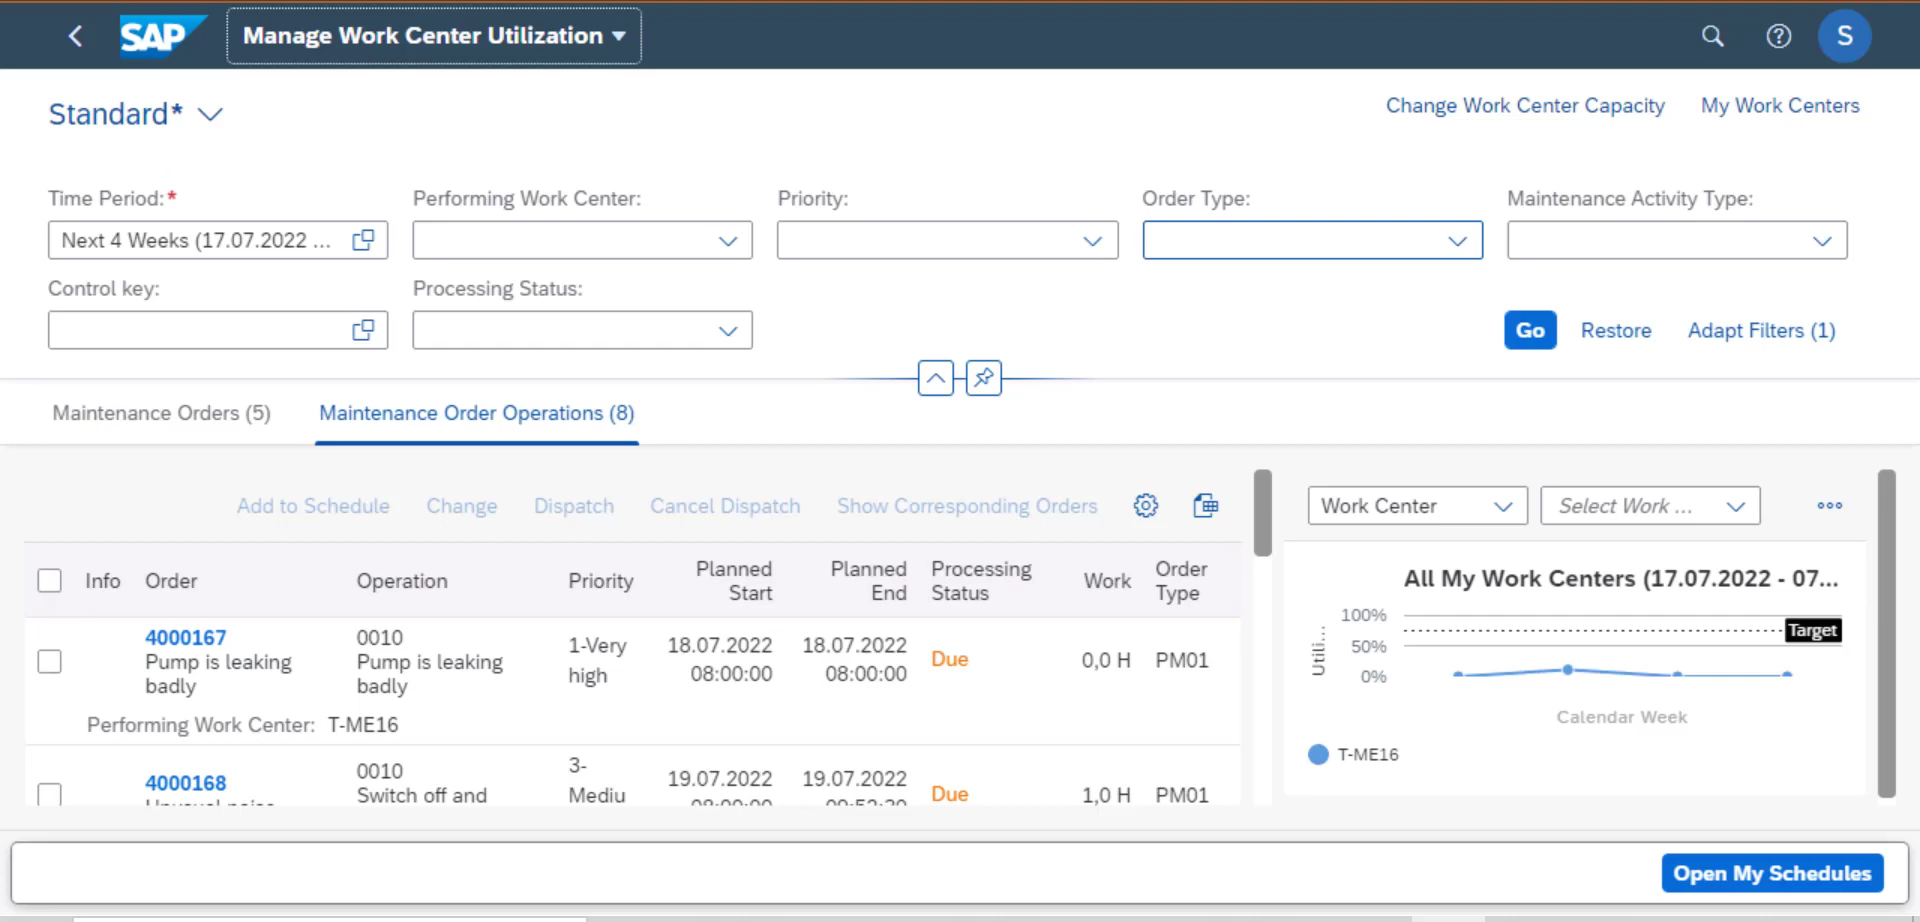 SAP
Manage Work Center Utilization
S
Standard*
Change Work Center Capacity
My Work Centers
Time Period:*
Performing Work Center:
Priority:
Order Type:
Maintenance Activity Type:
Next 4 Weeks (17.07.2022 ...
Control key:
Processing Status:
Go
Restore
Adapt Filters (1)
Maintenance Orders (5)
Maintenance Order Operations (8)
Add to Schedule
Change
Dispatch
Cancel Dispatch
Show Corresponding Orders
Work Center
Select Work ...
Info
Order
Operation
Priority
Planned Start
Planned End
Processing Status
Work
Order Type
4000167
Pump is leaking
badly
0010
Pump is leaking
badly
1-Very
high
18.07.2022
08:00:00
18.07.2022
08:00:00
Due
0,0 H
PM01
Performing Work Center: T-ME16
4000168
0010
Switch off and
3-
Mediu
19.07.2022
19.07.2022
Due
1,0 H
PM01
All My Work Centers (17.07.2022 - 07...
Utili...
100%
50%
0%
Target
Calendar Week
T-ME16
Open My Schedules